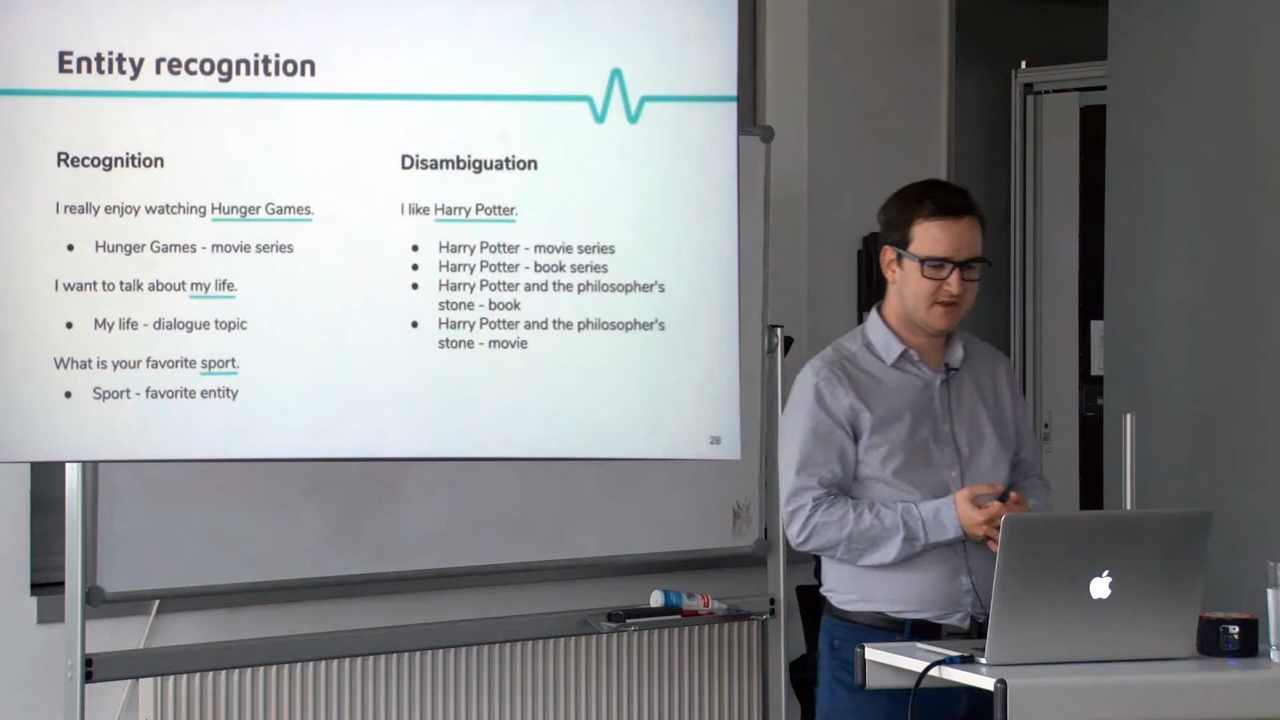 Entity recognition
Recognition
I really enjoy watching Hunger Games.
● Hunger Games - movie series
I want to talk about my life.
● My life - dialogue topic
What is your favorite sport.
● Sport - favorite entity
Disambiguation
I like Harry Potter.
● Harry Potter - movie series
● Harry Potter - book series
● Harry Potter and the philosopher's
stone - book
● Harry Potter and the philosopher's
stone - movie
28